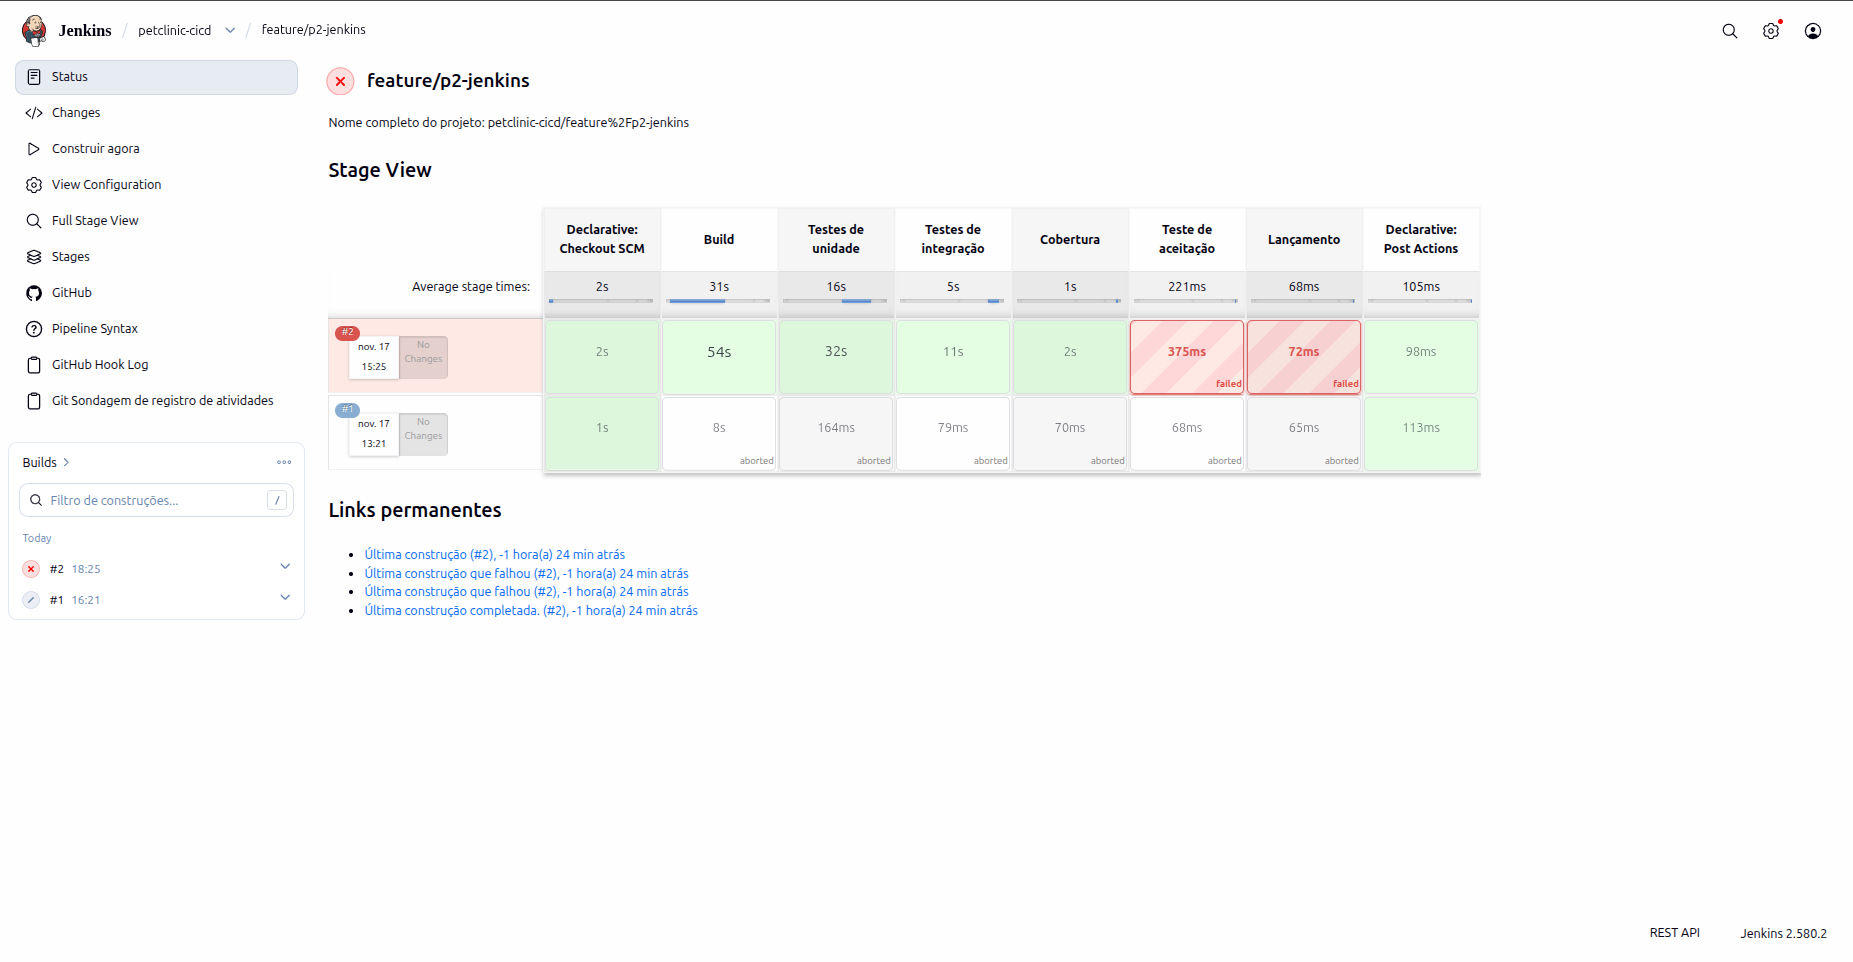 Jenkins / petclinic-cicd / feature/p2-jenkins
Status
Changes
Construir agora
View Configuration
Full Stage View
Stages
GitHub
Pipeline Syntax
GitHub Hook Log
Git Sondagem de registro de atividades
Builds
Filtro de construções... /
Today
#2 18:25
#1 16:21
feature/p2-jenkins
Nome completo do projeto: petclinic-cicd/feature%2Fp2-jenkins
Stage View
Declarative: Checkout SCM
Build
Testes de unidade
Testes de integração
Cobertura
Teste de aceitação
Lançamento
Declarative: Post Actions
Average stage times: 2s 31s 16s 5s 1s 221ms 68ms 105ms
#2
nov. 17
15:25
No Changes
2s
54s
32s
11s
2s
375ms failed
72ms failed
98ms
#1
nov. 17
13:21
No Changes
1s
8s aborted
164ms aborted
79ms aborted
70ms aborted
68ms aborted
65ms aborted
113ms
Links permanentes
Última construção (#2), -1 hora(a) 24 min atrás
Última construção que falhou (#2), -1 hora(a) 24 min atrás
Última construção que falhou (#2), -1 hora(a) 24 min atrás
Última construção completada. (#2), -1 hora(a) 24 min atrás
REST API Jenkins 2.580.2